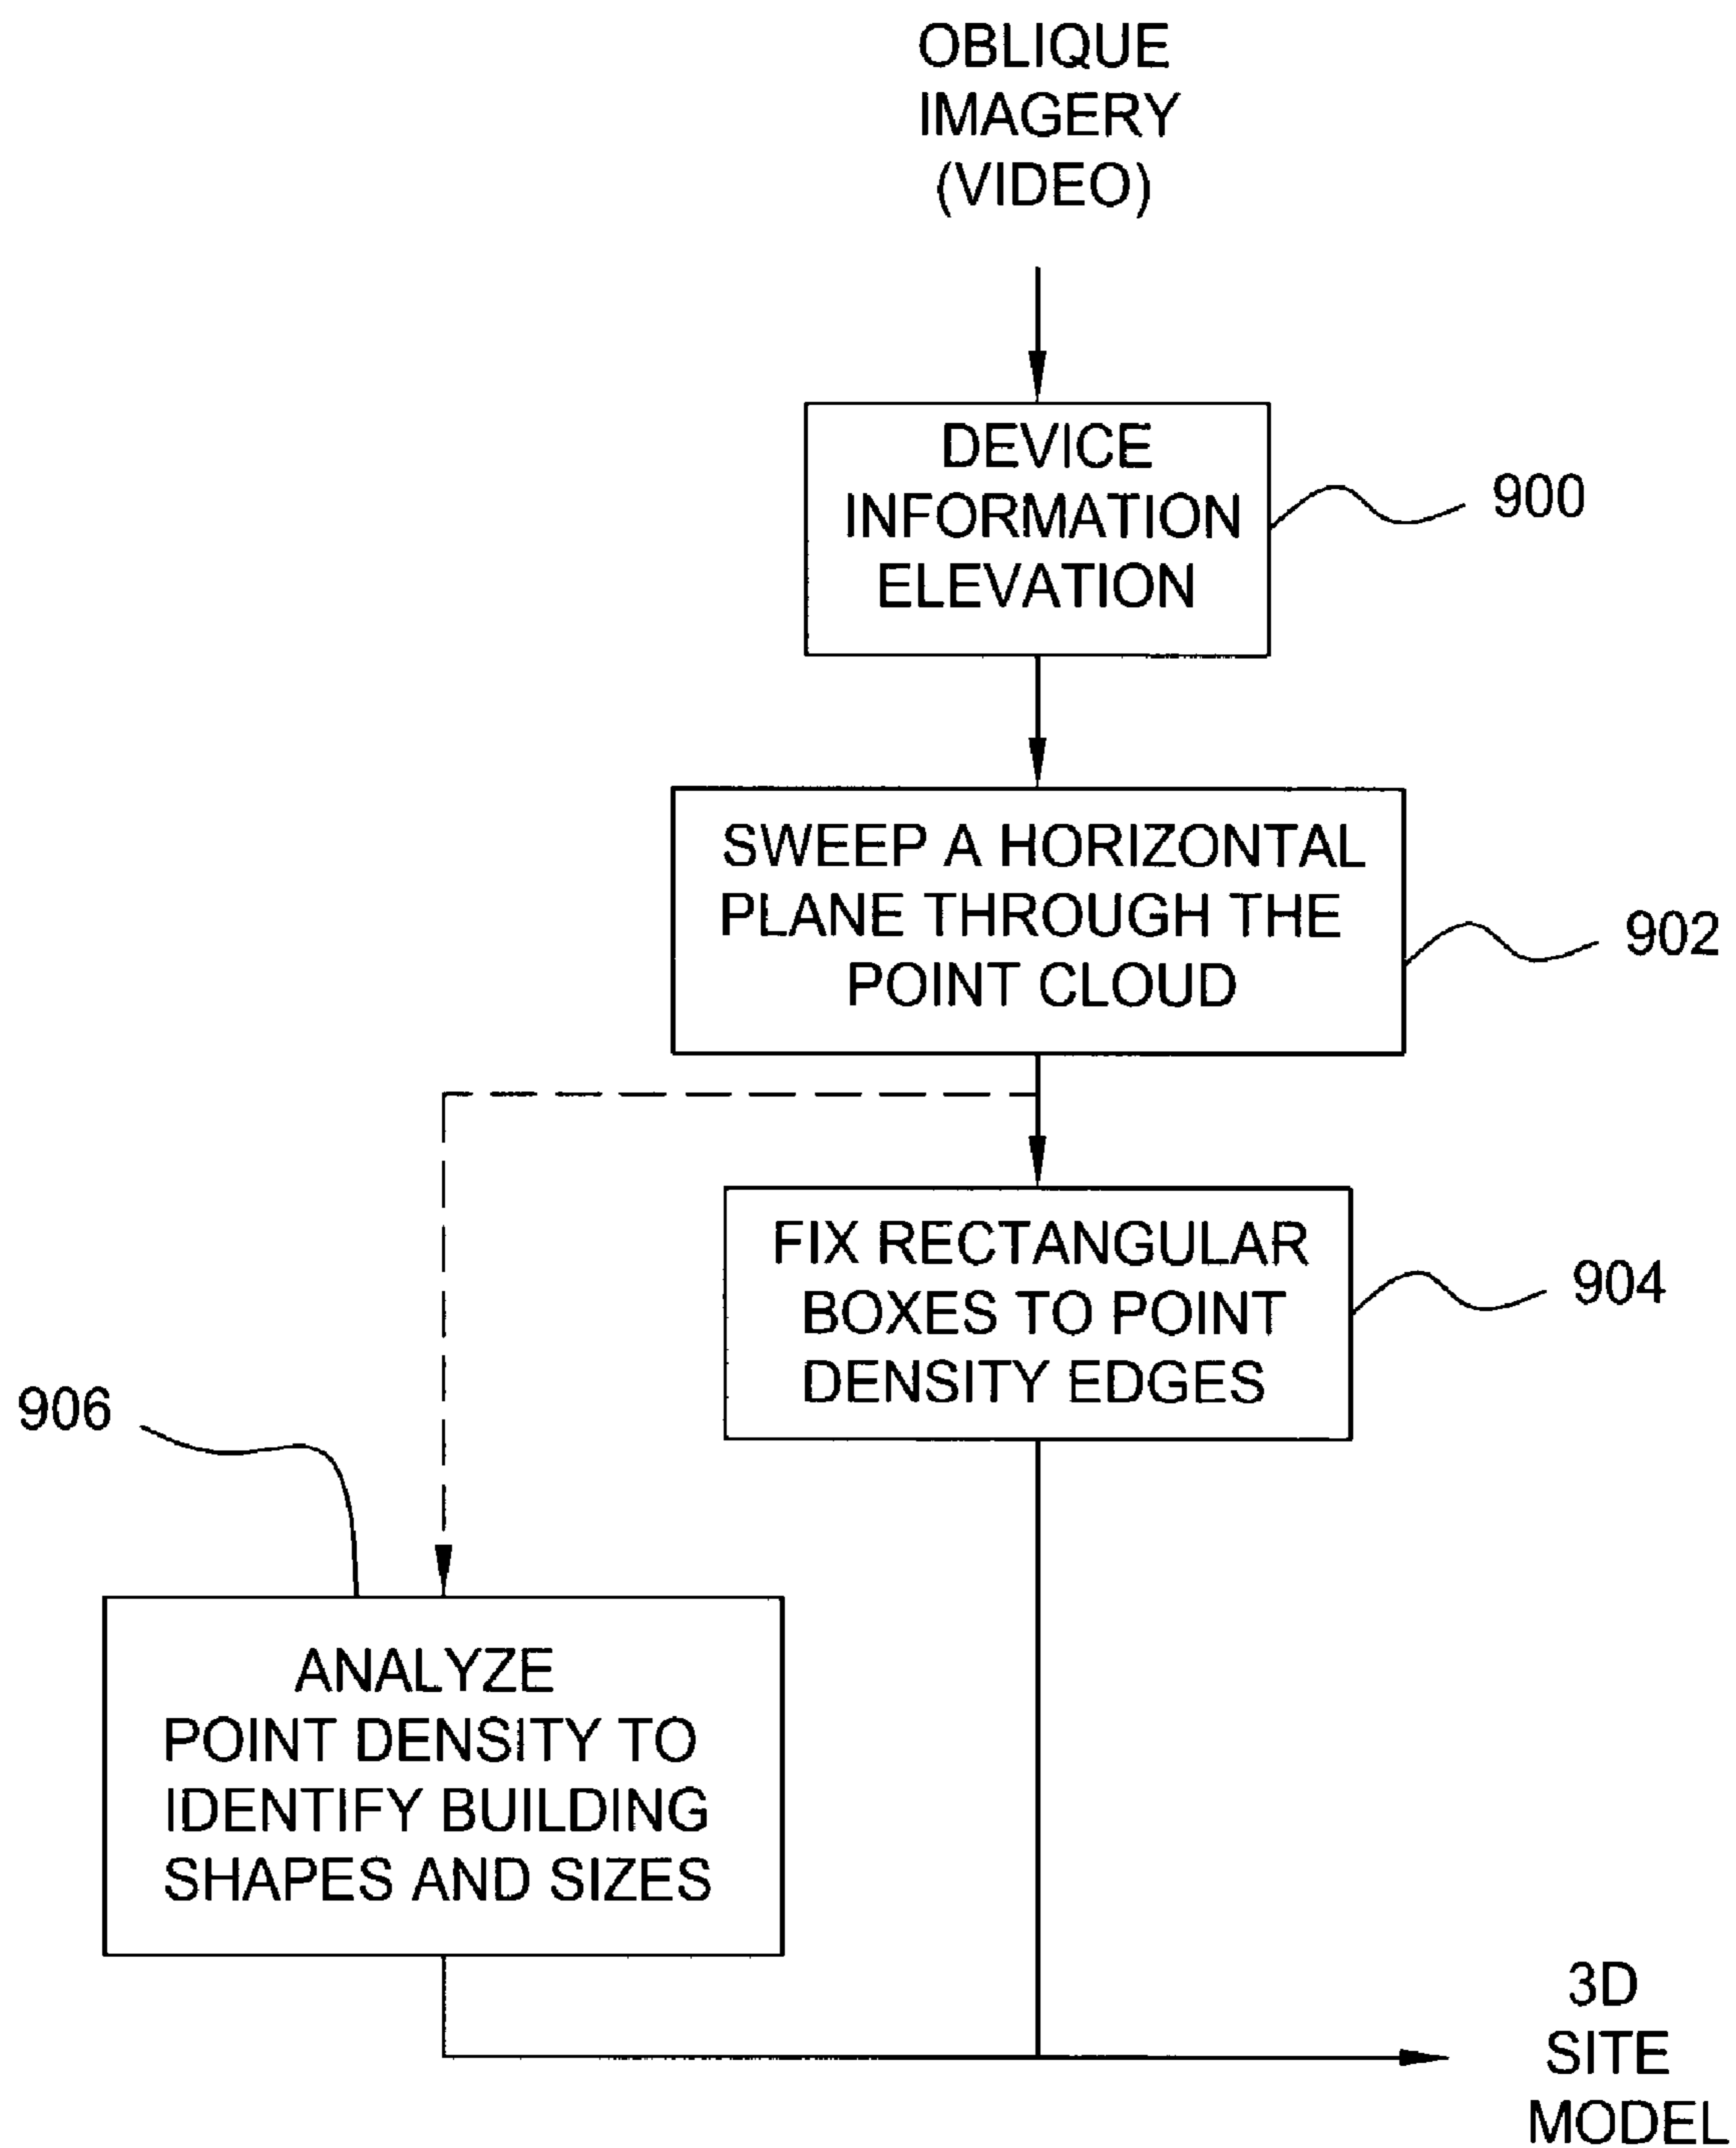 OBLIQUE
IMAGERY
(VIDEO)
DEVICE
INFORMATION
ELEVATION
900
SWEEP A HORIZONTAL
PLANE THROUGH THE
POINT CLOUD
902
FIX RECTANGULAR
BOXES TO POINT
DENSITY EDGES
904
906
ANALYZE
POINT DENSITY TO
IDENTIFY BUILDING
SHAPES AND SIZES
3D
SITE
MODEL